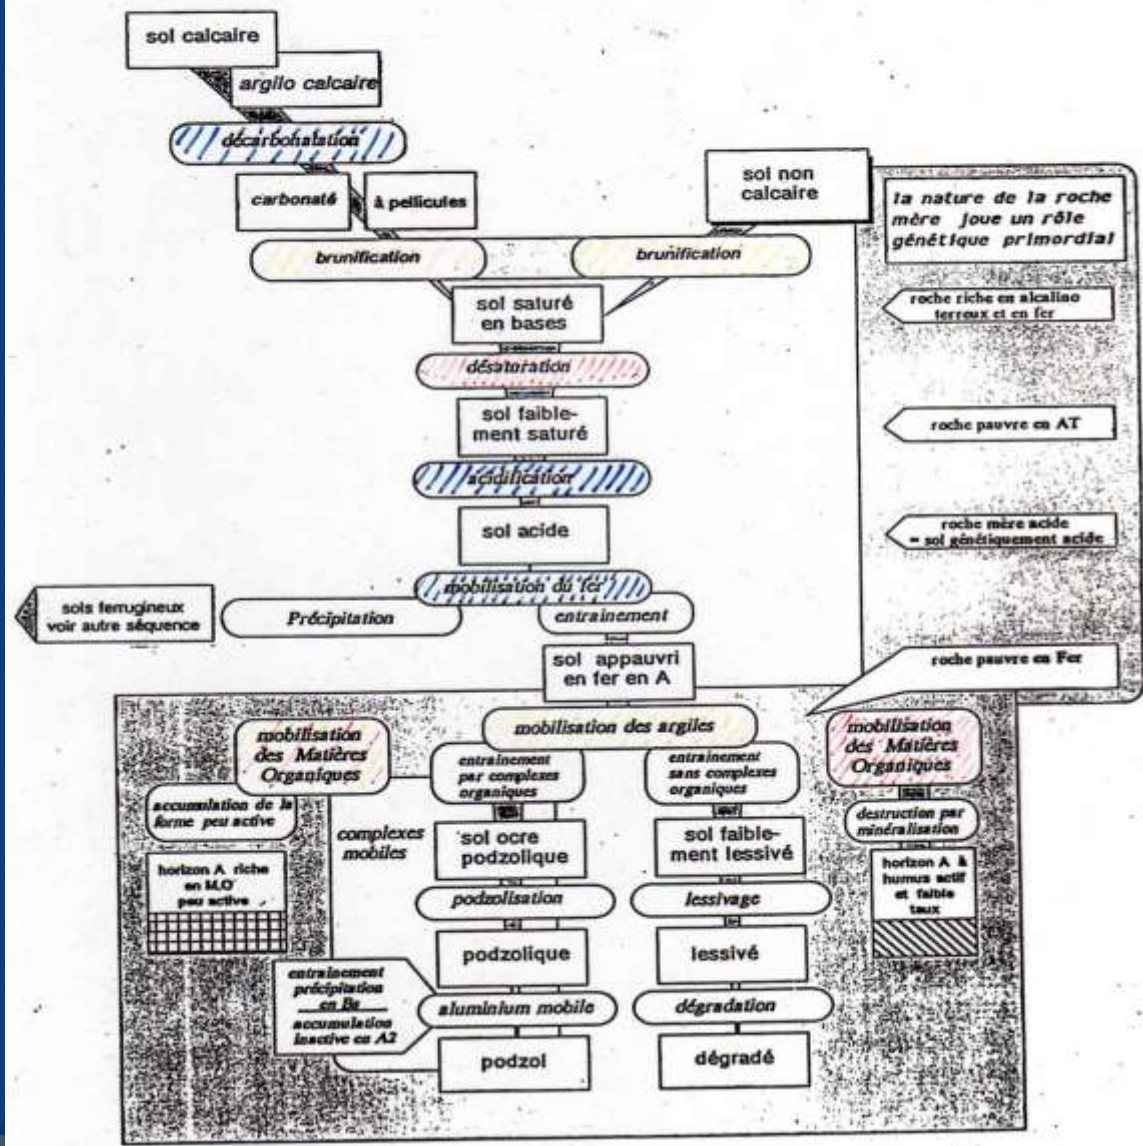 sol calcaire
argilo calcaire
décarbonatation
carbonaté
à pellicules
sol non
calcaire
la nature de la roche
mère joue un rôle
génétique primordial
brunification
brunification
roche riche en alcalino
terreux et en fer
sol saturé
en bases
désaturation
sol faible-
ment saturé
roche pauvre en AT
acidification
sol acide
roche mère acide
= sol génétiquement acide
mobilisation du fer
sols ferrugineux
voir autre séquence
Précipitation
entrainement
sol appauvri
en fer en A
roche pauvre en Fer
mobilisation des argiles
mobilisation
des Matières
Organiques
mobilisation
des Matières
Organiques
entrainement
par complexes
organiques
entrainement
sans complexes
organiques
accumulation de la
forme peu active
complexes
mobiles
sol ocre
podzolique
sol faible-
ment lessivé
destruction par
minéralisation
horizon A riche
en M.O
peu active
horizon A à
humus actif
et faible
taux
podzolisation
lessivage
podzolique
lessivé
entrainement
précipitation
en Bs
accumulation
inactive en A2
aluminium mobile
dégradation
podzol
dégradé